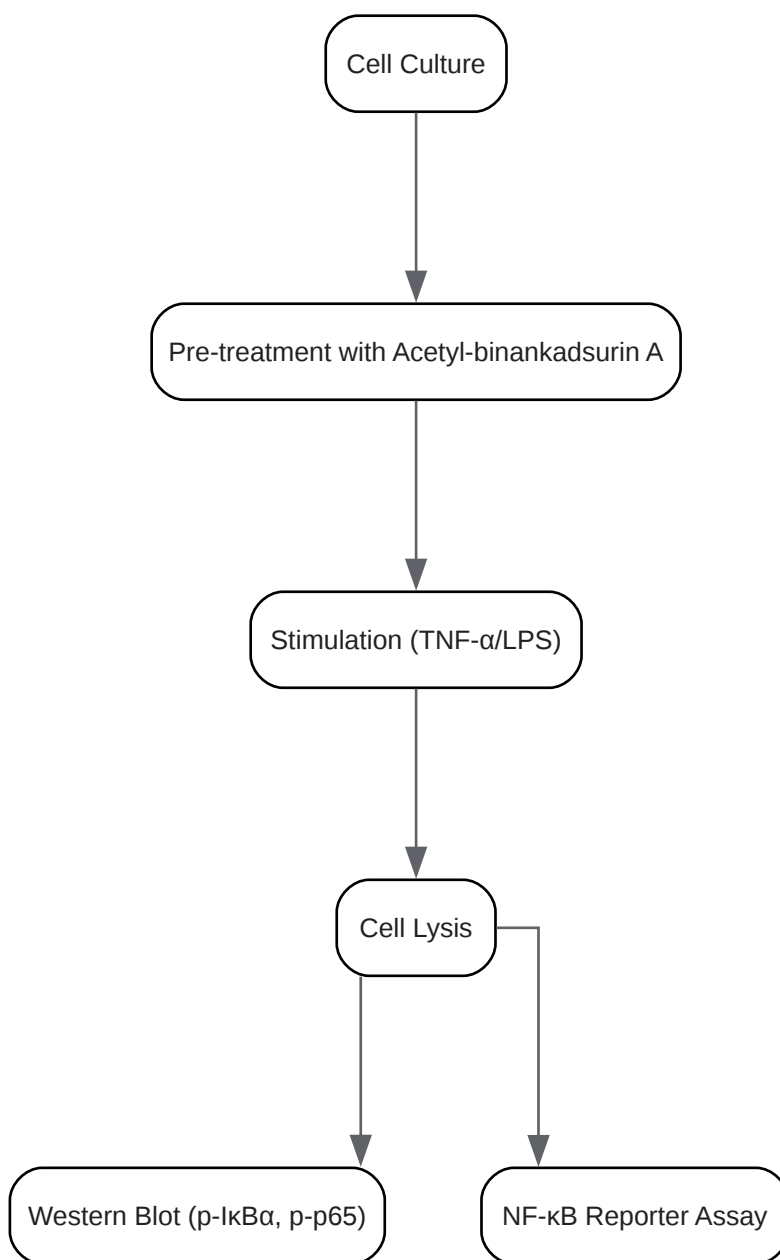 Cell Culture
Pre-treatment with Acetyl-binankadsurin A
Stimulation (TNF-α/LPS)
Cell Lysis
Western Blot (p-IκBα, p-p65)
NF-κB Reporter Assay